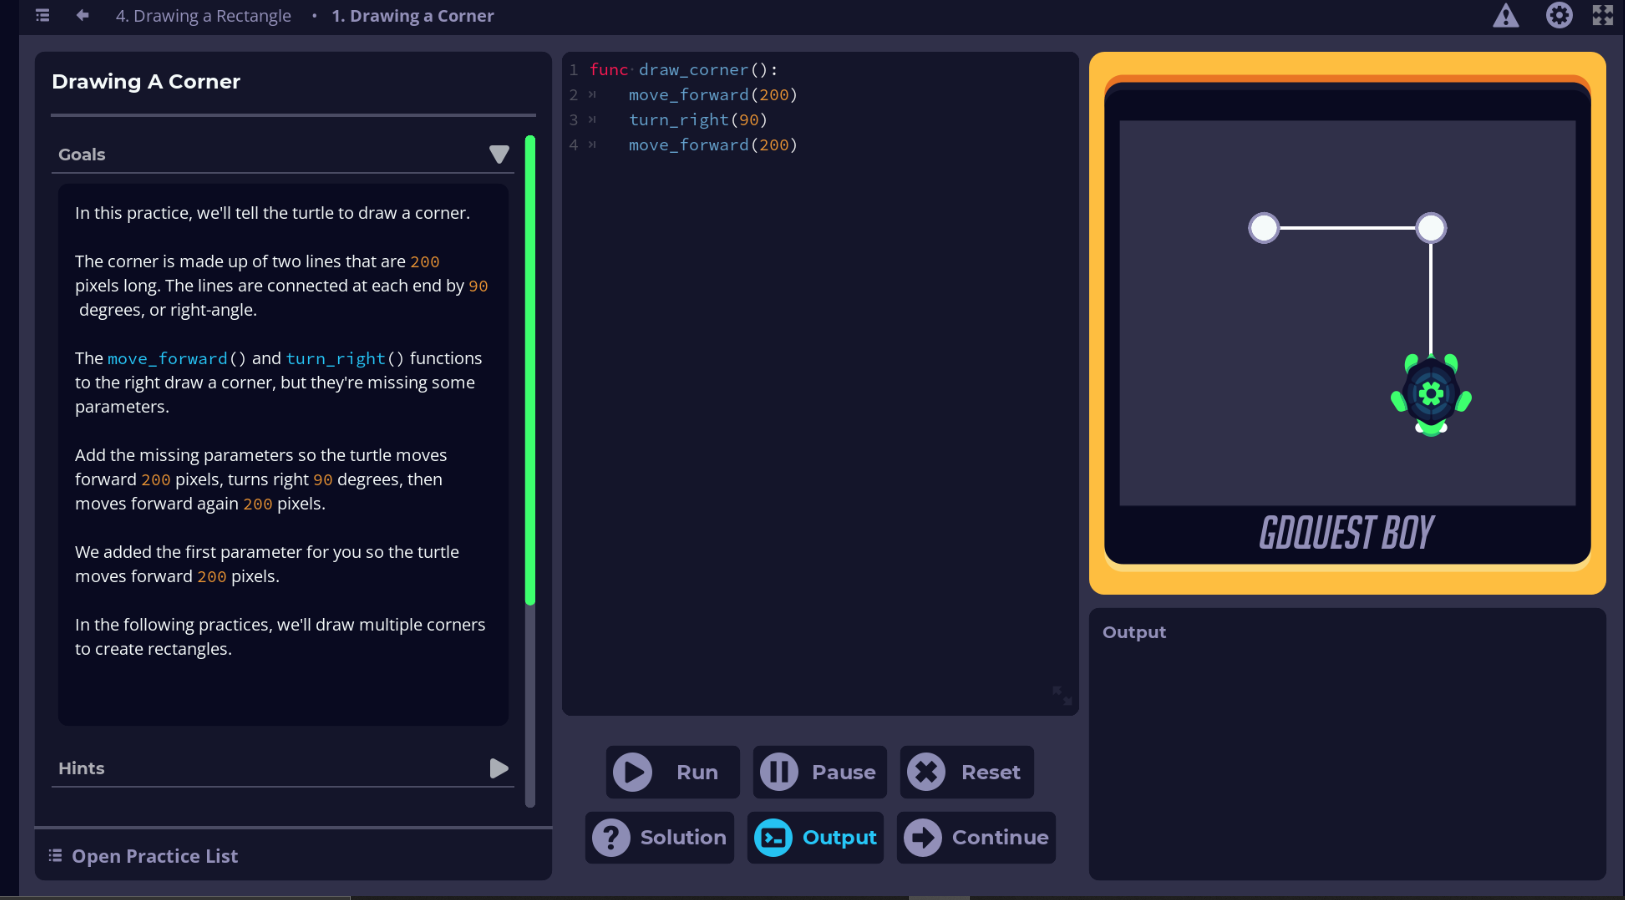 4. Drawing a Rectangle • 1. Drawing a Corner
Drawing A Corner
Goals
In this practice, we'll tell the turtle to draw a corner.
The corner is made up of two lines that are 200
pixels long. The lines are connected at each end by 90
degrees, or right-angle.
The move_forward() and turn_right() functions
to the right draw a corner, but they're missing some
parameters.
Add the missing parameters so the turtle moves
forward 200 pixels, turns right 90 degrees, then
moves forward again 200 pixels.
We added the first parameter for you so the turtle
moves forward 200 pixels.
In the following practices, we'll draw multiple corners
to create rectangles.
Hints
Open Practice List
1 func draw_corner():
2 move_forward(200)
3 turn_right(90)
4 move_forward(200)
Run
Pause
Reset
Solution
Output
Continue
GDQUEST BOY
Output